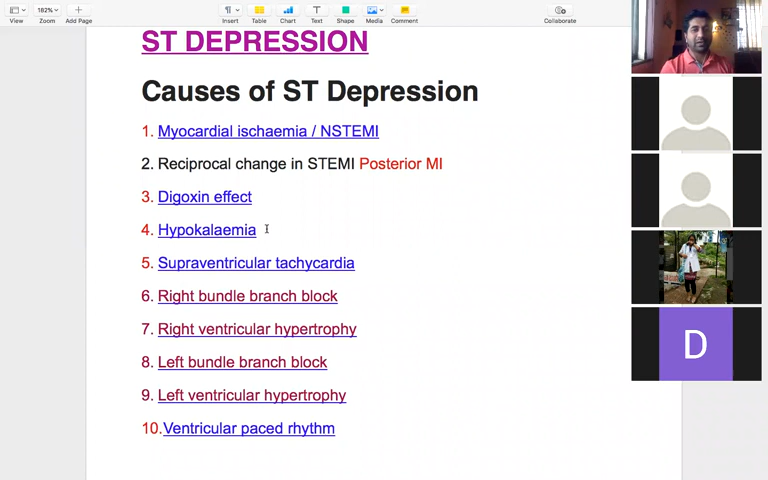 View
182%
Zoom
Add Page
Insert
Table
Chart
Text
Shape
Media
Comment
Collaborate
ST DEPRESSION
Causes of ST Depression
1. Myocardial ischaemia / NSTEMI
2. Reciprocal change in STEMI Posterior MI
3. Digoxin effect
4. Hypokalaemia
5. Supraventricular tachycardia
6. Right bundle branch block
7. Right ventricular hypertrophy
8. Left bundle branch block
9. Left ventricular hypertrophy
10.Ventricular paced rhythm
D